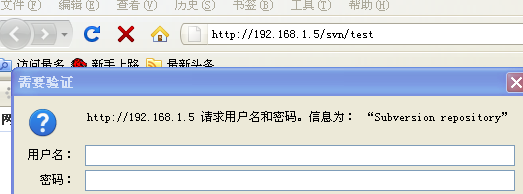 文件(F) 编辑(E) 查看(V) 历史(S) 书签(B) 工具(T) 帮助(H)
http://192.168.1.5/svn/test
访问最多 新手上路 最新头条
需要验证
http://192.168.1.5 请求用户名和密码。信息为： “Subversion repository”
用户名：
密码：